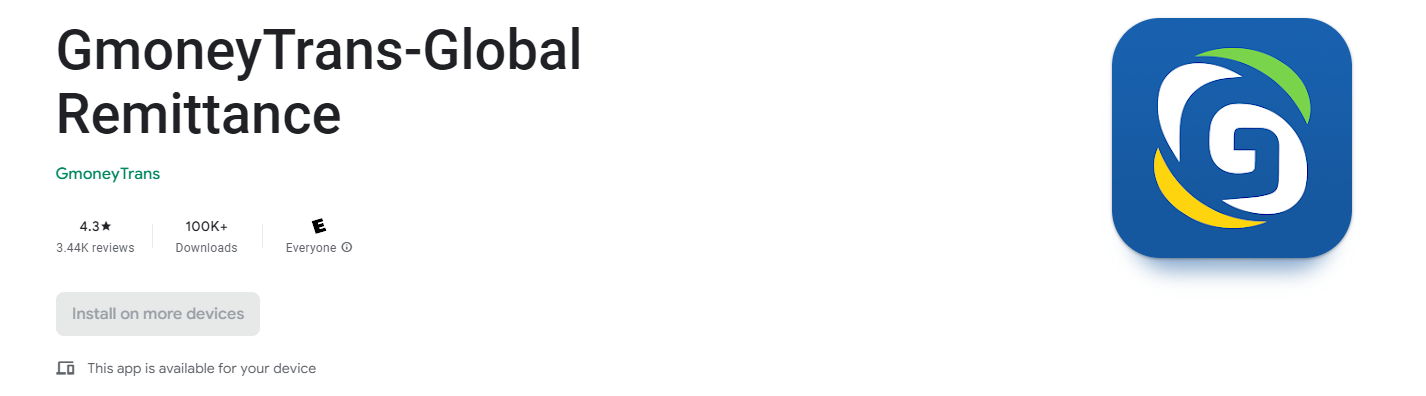 GmoneyTrans-Global
Remittance
GmoneyTrans
4.3★ 100K+ E
3.44K reviews Downloads Everyone
Install on more devices
This app is available for your device
G